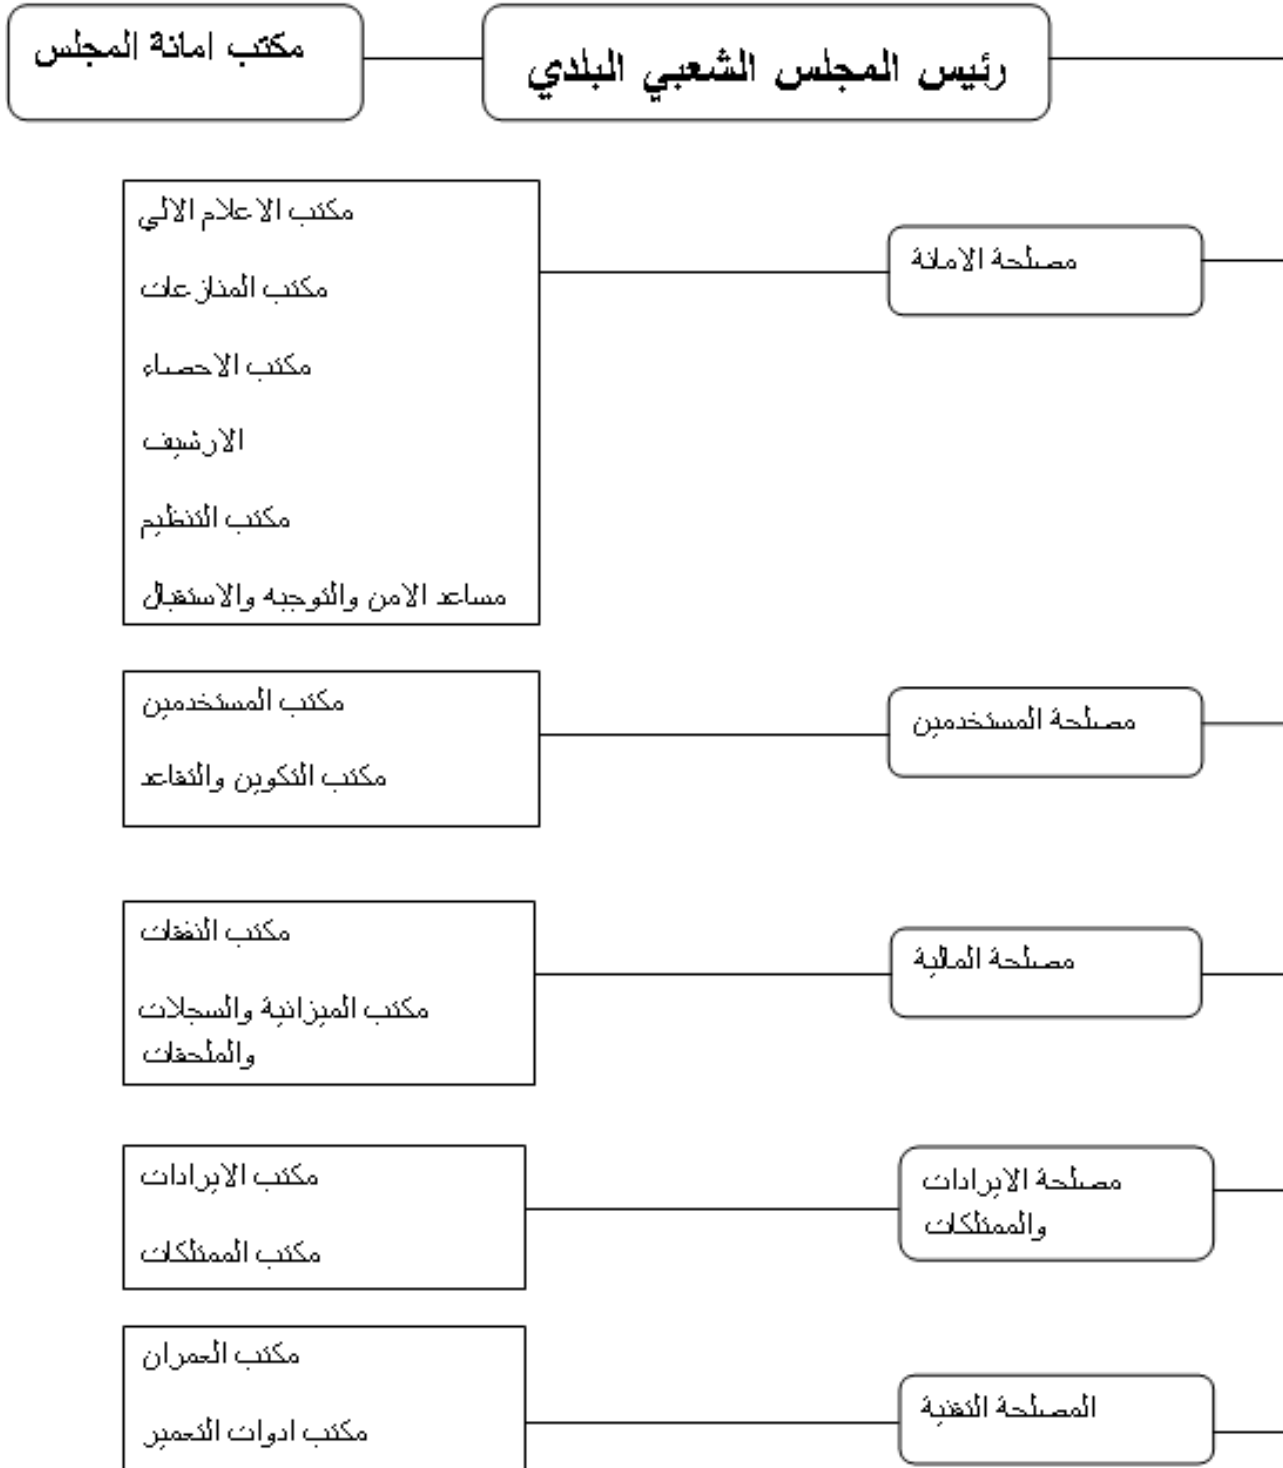 رئيس المجلس الشعبي البلدي
مكتب امانة المجلس
مصلحة الامانة
مكتب الاعلام الالي
مكتب المنازعات
مكتب الاحصاء
الارشيف
مكتب التنظيم
مساعد الامن والتوجيه والاستقبال
مصلحة المستخدمين
مكتب المستخدمين
مكتب التكوين والتقاعد
مصلحة المالية
مكتب النفقات
مكتب الميزانية والسجلات
والملحقات
مصلحة الايرادات
والممتلكات
مكتب الايرادات
مكتب الممتلكات
المصلحة التقنية
مكتب العمران
مكتب ادوات التعمير